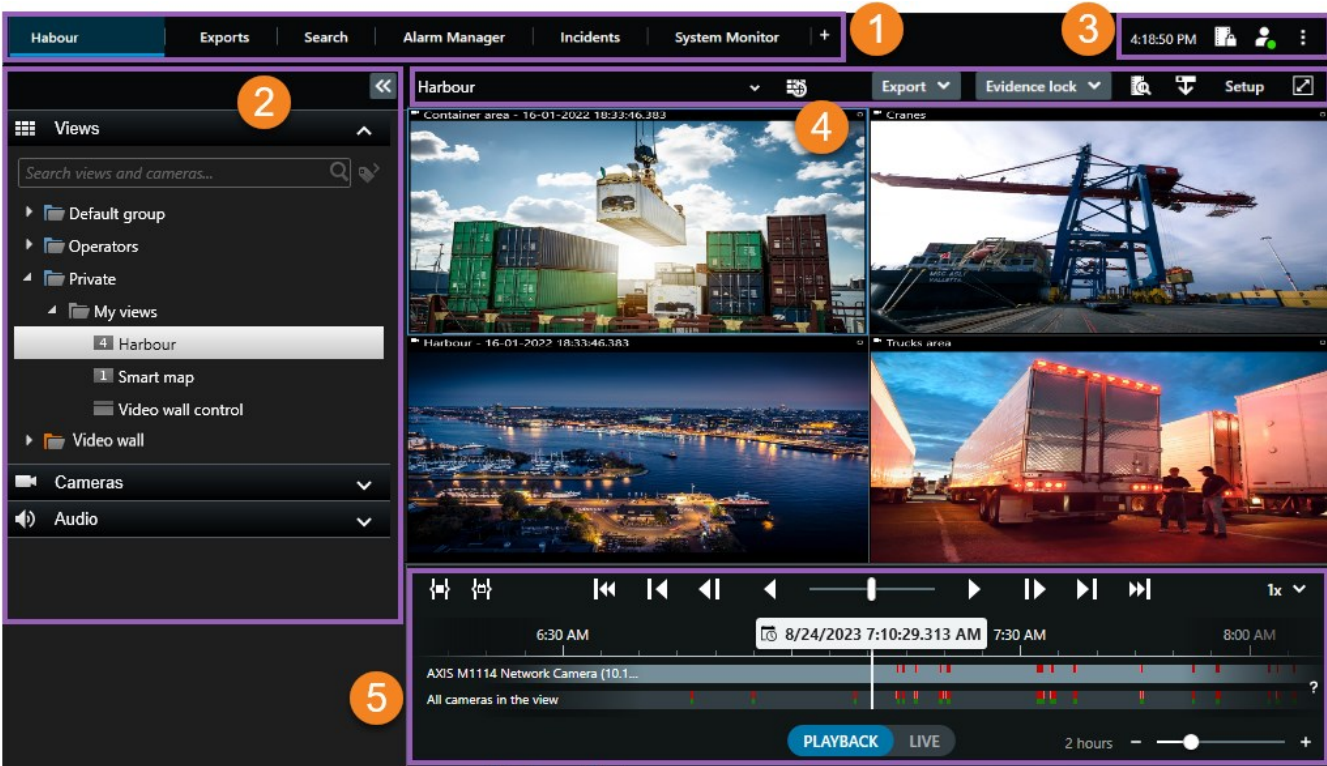 Habour Exports Search Alarm Manager Incidents System Monitor + 1 3 4:18:50 PM
2 Harbour Export Evidence lock Setup
Views
Search views and cameras...
Default group
Operators
Private
My views
4 Harbour
1 Smart map
Video wall control
Video wall
Cameras
Audio
Container area - 16-01-2022 18:33:46.383
4
Cranes
MSC AGLI
VALLETTA
Harbour - 16-01-2022 18:33:46.383
Trucks area
1x
6:30 AM 8/24/2023 7:10:29.313 AM 7:30 AM 8:00 AM
AXIS M1114 Network Camera (10.1...
5 All cameras in the view ?
PLAYBACK LIVE 2 hours - +